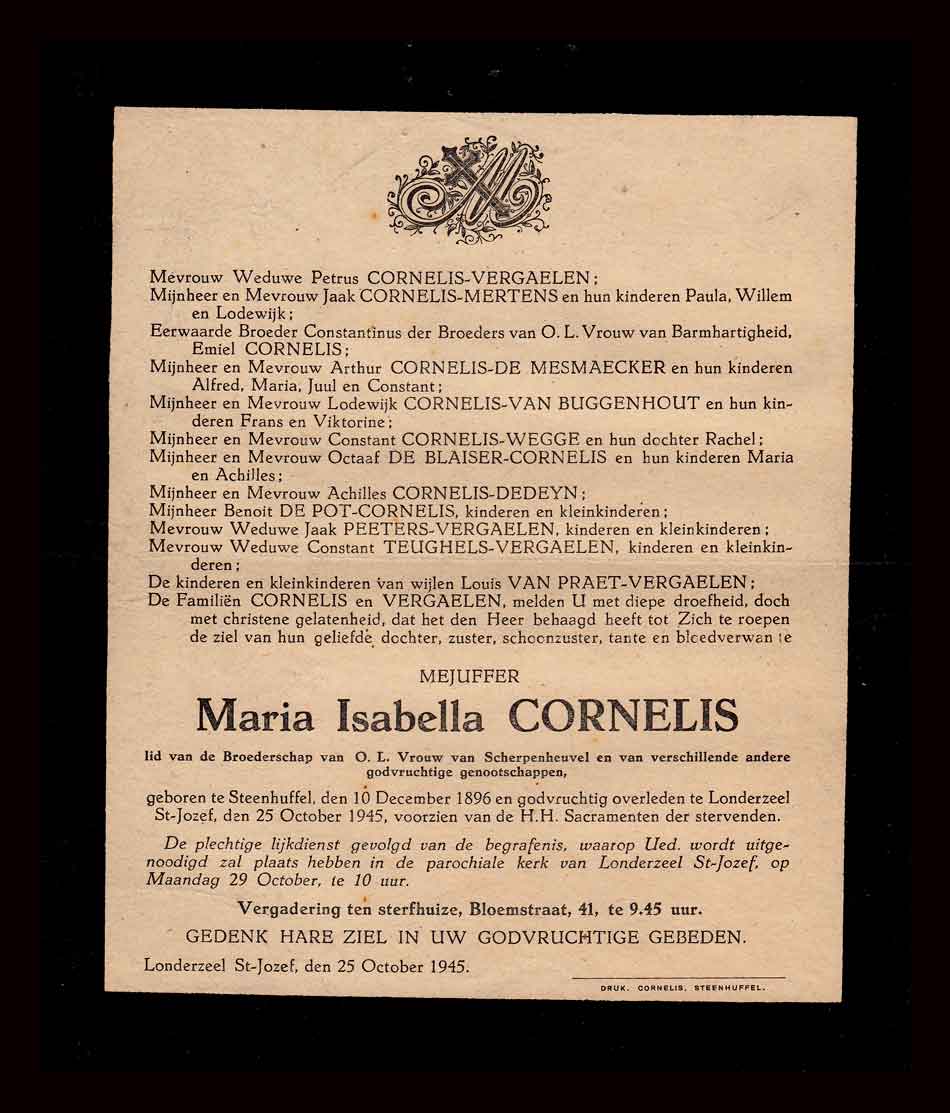 Mevrouw Weduwe Petrus CORNELIS-VERGAELEN;
Mijnheer en Mevrouw Jaak CORNELIS-MERTENS en hun kinderen Paula, Willem
en Lodewijk;
Eerwaarde Broeder Constantinus der Broeders van O. L. Vrouw van Barmhartigheid,
Emiel CORNELIS;
Mijnheer en Mevrouw Arthur CORNELIS-DE MESMAECKER en hun kinderen
Alfred, Maria, Juul en Constant;
Mijnheer en Mevrouw Lodewijk CORNELIS-VAN BUGGENHOUT en hun kin-
deren Frans en Viktorine;
Mijnheer en Mevrouw Constant CORNELIS-WEGGE en hun dochter Rachel;
Mijnheer en Mevrouw Octaaf DE BLAISER-CORNELIS en hun kinderen Maria
en Achilles;
Mijnheer en Mevrouw Achilles CORNELIS-DEDEYN;
Mijnheer Benoit DE POT-CORNELIS, kinderen en kleinkinderen;
Mevrouw Weduwe Jaak PEETERS-VERGAELEN, kinderen en kleinkinderen;
Mevrouw Weduwe Constant TEUGHELS-VERGAELEN, kinderen en kleinkin-
deren;
De kinderen en kleinkinderen van wijlen Louis VAN PRAET-VERGAELEN;
De Familiën CORNELIS en VERGAELEN, melden U met diepe droefheid, doch
met christene gelatenheid, dat het den Heer behaagd heeft tot Zich te roepen
de ziel van hun geliefde dochter, zuster, schoonzuster, tante en bloedverwante
MEJUFFER
Maria Isabella CORNELIS
lid van de Broederschap van O. L. Vrouw van Scherpenheuvel en van verschillende andere
godvruchtige genootschappen,
geboren te Steenhuffel, den 10 December 1896 en godvruchtig overleden te Londerzeel
St-Jozef, den 25 October 1945, voorzien van de H.H. Sacramenten der stervenden.
De plechtige lijkdienst gevolgd van de begrafenis, waarop Ued. wordt uitge-
noodigd zal plaats hebben in de parochiale kerk van Londerzeel St-Jozef, op
Maandag 29 October, te 10 uur.
Vergadering ten sterfhuize, Bloemstraat, 41, te 9.45 uur.
GEDENK HARE ZIEL IN UW GODVRUCHTIGE GEBEDEN.
Londerzeel St-Jozef, den 25 October 1945.
DRUK. CORNELIS, STEENHUFFEL.